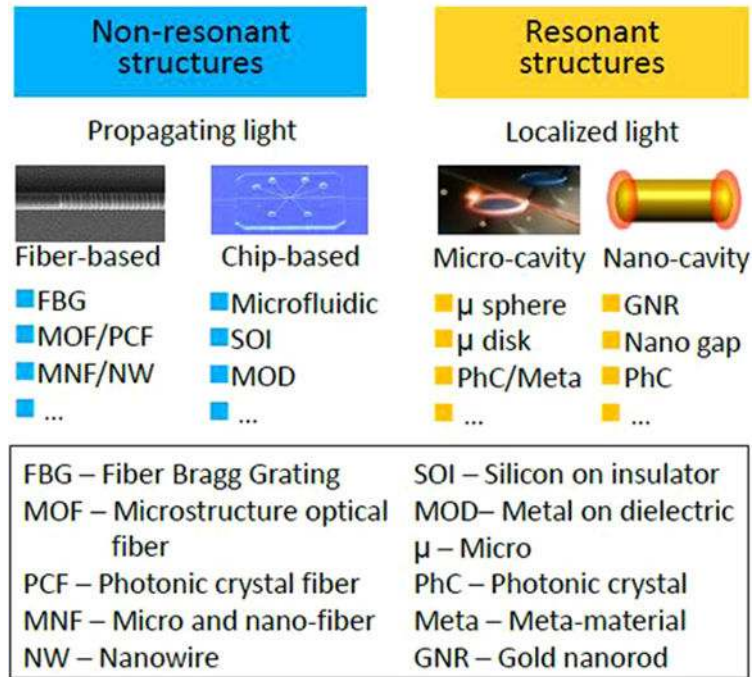 Non-resonant
structures
Resonant
structures
Propagating light
Localized light
Fiber-based
Chip-based
Micro-cavity
Nano-cavity
FBG
MOF/PCF
MNF/NW
...
Microfluidic
SOI
MOD
...
μ sphere
μ disk
PhC/Meta
...
GNR
Nano gap
PhC
...
FBG – Fiber Bragg Grating
MOF – Microstructure optical
fiber
PCF – Photonic crystal fiber
MNF – Micro and nano-fiber
NW – Nanowire
SOI – Silicon on insulator
MOD– Metal on dielectric
μ – Micro
PhC – Photonic crystal
Meta – Meta-material
GNR – Gold nanorod